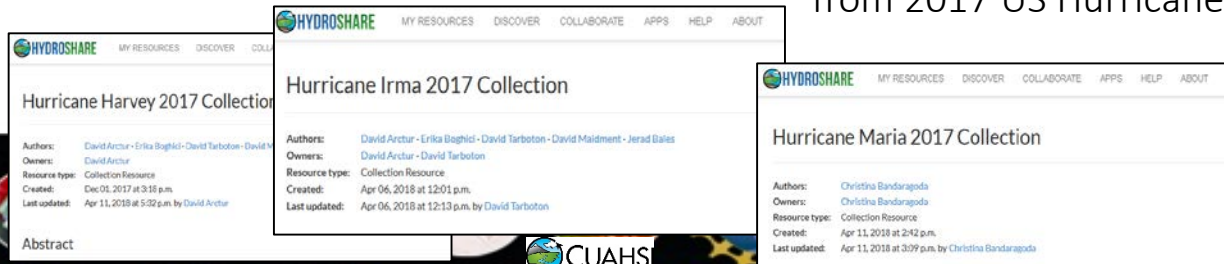 from 2017 US Hurricane
HYDROSHARE MY RESOURCES DISCOVER
Hurricane Harvey 2017 Collection
Authors: David Arctur · Erika Boghici · David Tarboton · David
Owners: David Arctur
Resource type: Collection Resource
Created: Dec 01, 2017 at 3:18 p.m.
Last updated: Apr 11, 2018 at 5:32 p.m. by David Arctur
Abstract
HYDROSHARE MY RESOURCES DISCOVER COLLABORATE APPS HELP ABOUT
Hurricane Irma 2017 Collection
Authors: David Arctur · Erika Boghici · David Tarboton · David Maidment · Jerad Bales
Owners: David Arctur · David Tarboton
Resource type: Collection Resource
Created: Apr 06, 2018 at 12:01 p.m.
Last updated: Apr 06, 2018 at 12:13 p.m. by David Tarboton
HYDROSHARE MY RESOURCES DISCOVER COLLABORATE APPS HELP ABOUT
Hurricane Maria 2017 Collection
Authors: Christina Bandaragoda
Owners: Christina Bandaragoda
Resource type: Collection Resource
Created: Apr 11, 2018 at 2:42 p.m.
Last updated: Apr 11, 2018 at 3:09 p.m. by Christina Bandaragoda
CUAHSI